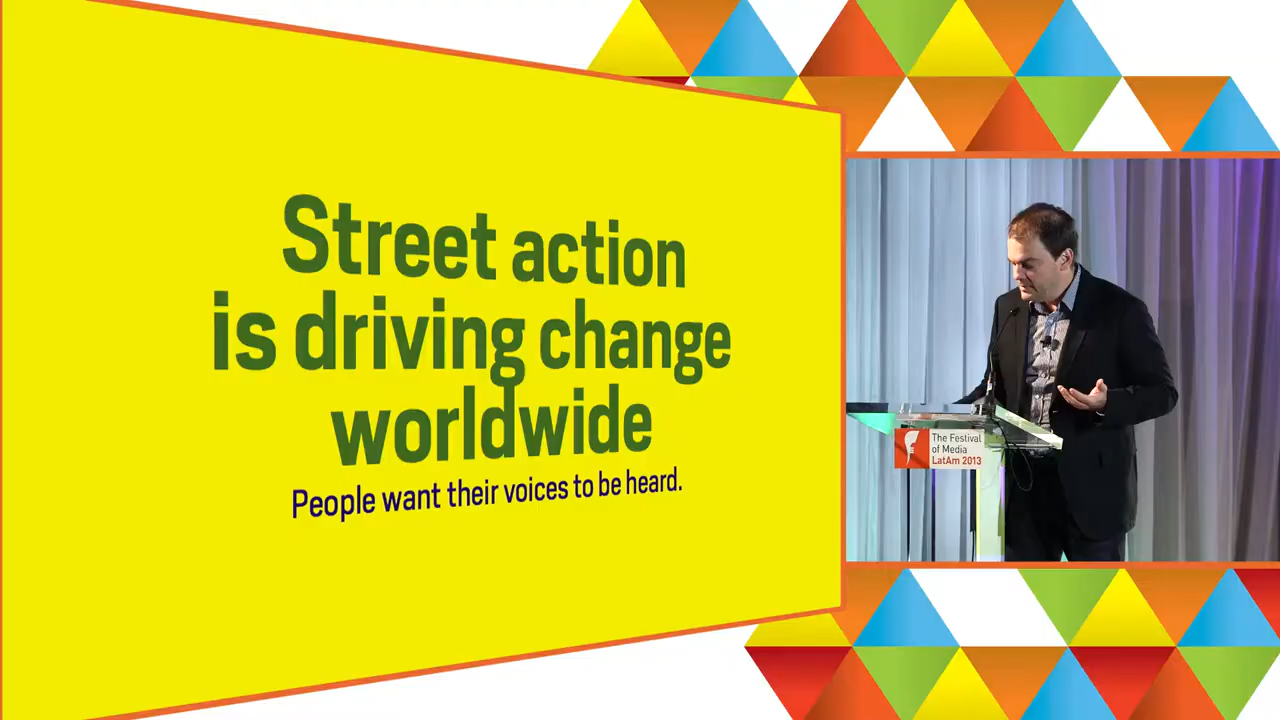 Street action
is driving change
worldwide
People want their voices to be heard.
The Festival
of Media
LatAm 2013